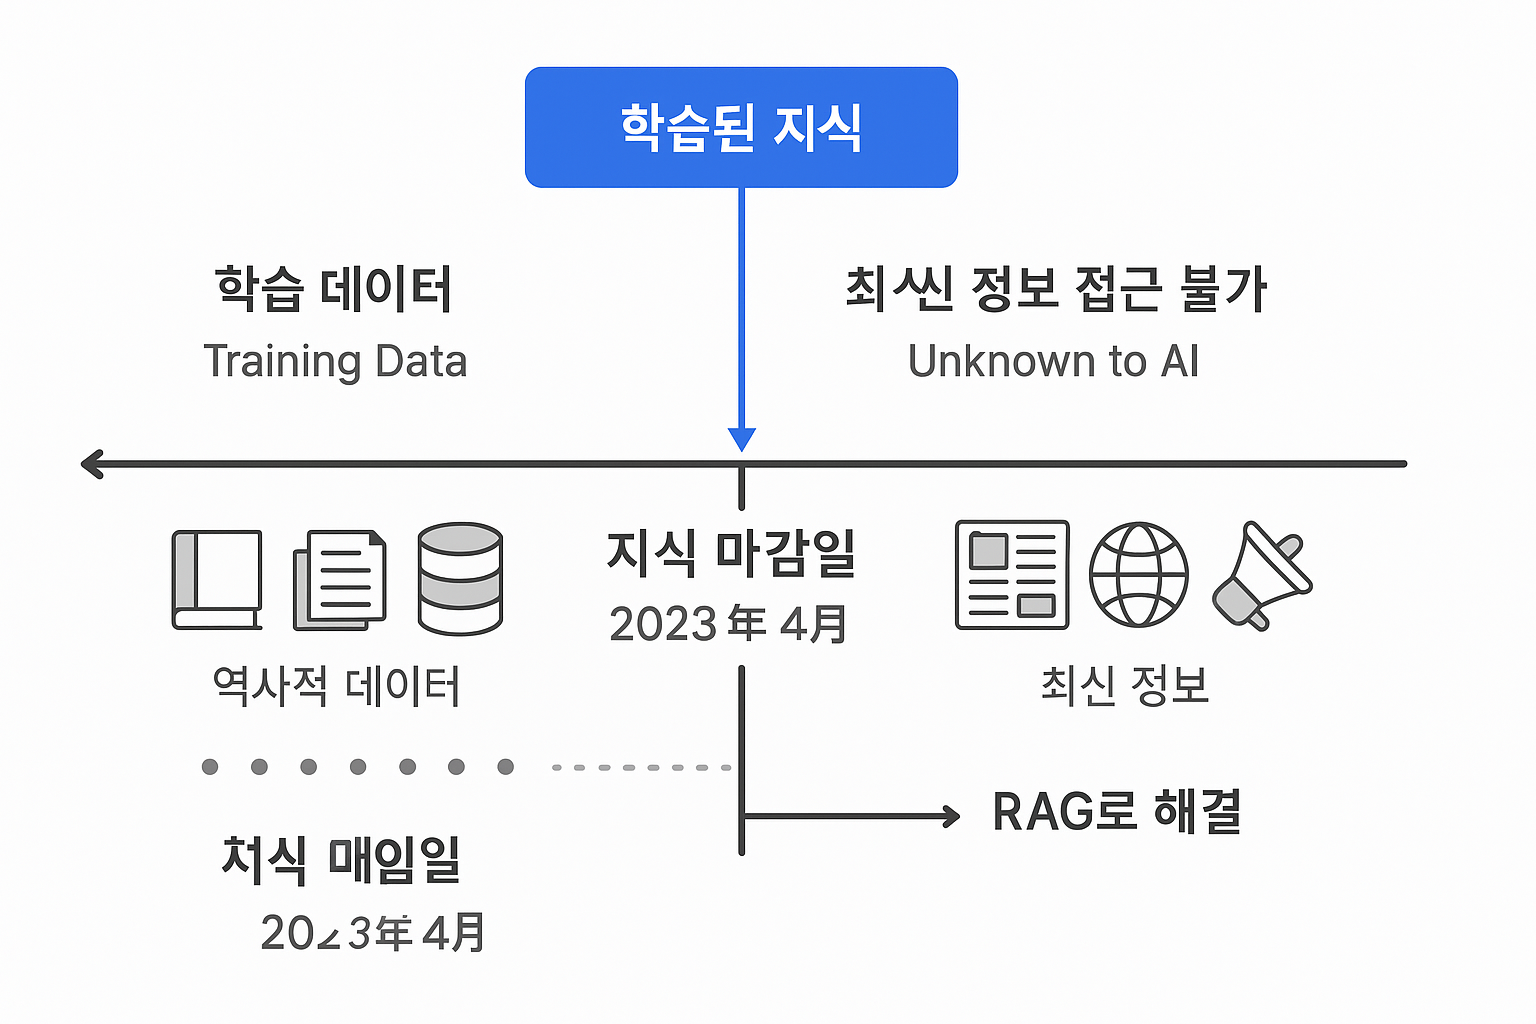 학습된 지식
학습 데이터
Training Data
정보 접근 불가
Unknown to AI
지식 마감일
2023年 4月
역사적 데이터
최신 정보
RAG로 해결
처식 매임일
3年 4月